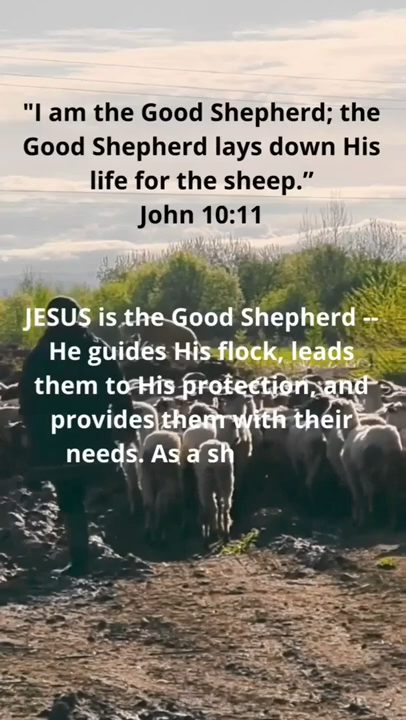 "I am the Good Shepherd; the
Good Shepherd lays down His
life for the sheep.”
John 10:11
JESUS is the Good Shepherd --
He guides His flock, leads
them to His protection, and
provides them with their
needs. As a sh